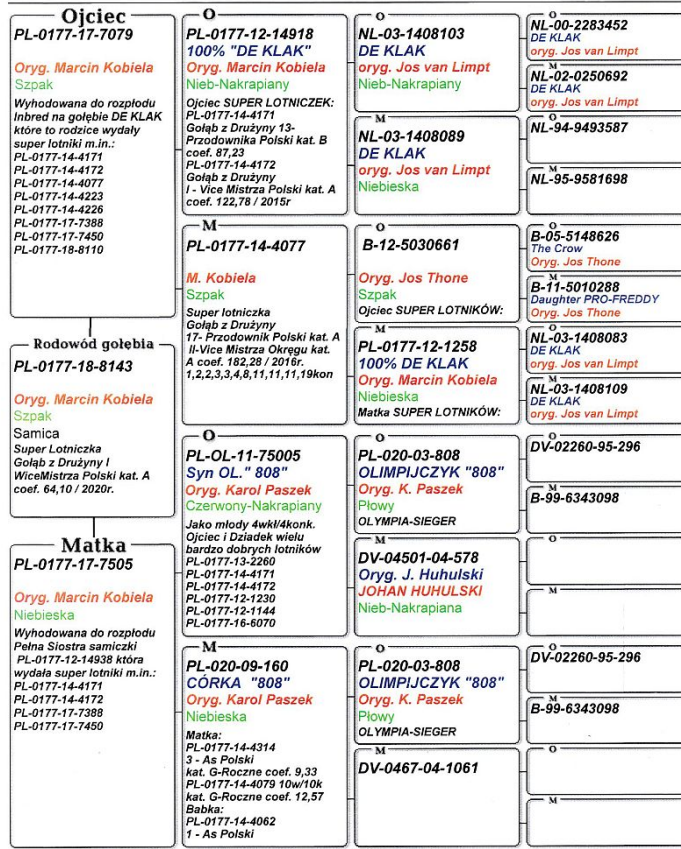 Ojciec
PL-0177-17-7079
Oryg. Marcin Kobiela
Szpak
Wyhodowana do rozpłodu
Inbred na gołębie DE KLAK
które to rodzice wydały
super lotniki m.in.:
PL-0177-14-4171
PL-0177-14-4172
PL-0177-14-4077
PL-0177-14-4223
PL-0177-14-4226
PL-0177-17-7388
PL-0177-17-7450
PL-0177-18-8110
Rodowód gołębia
PL-0177-18-8143
Oryg. Marcin Kobiela
Szpak
Samica
Super Lotniczka
Gołąb z Drużyny I
WiceMistrza Polski kat. A
coef. 64,10 / 2020r.
Matka
PL-0177-17-7505
Oryg. Marcin Kobiela
Niebieska
Wyhodowana do rozpłodu
Pełna Siostra samiczki
PL-0177-12-14938 która
wydała super lotniki m.in.:
PL-0177-14-4171
PL-0177-14-4172
PL-0177-17-7388
PL-0177-17-7450
O
PL-0177-12-14918
100% "DE KLAK"
Oryg. Marcin Kobiela
Nieb-Nakrapiany
Ojciec SUPER LOTNICZEK:
PL-0177-14-4171
Gołąb z Drużyny 13-
Przodownika Polski kat. B
coef. 87,23
PL-0177-14-4172
Gołąb z Drużyny
I - Vice Mistrza Polski kat. A
coef. 122,78 / 2015r
M
PL-0177-14-4077
M. Kobiela
Szpak
Super lotniczka
Gołąb z Drużyny
17- Przodownik Polski kat. A
II-Vice Mistrza Okręgu kat.
A coef. 182,28 / 2016r.
1,2,2,3,3,4,8,11,11,11,19kon
O
PL-OL-11-75005
Syn OL." 808"
Oryg. Karol Paszek
Czerwony-Nakrapiany
Jako młody 4wkł/4konk.
Ojciec i Dziadek wielu
bardzo dobrych lotników
PL-0177-13-2260
PL-0177-14-4171
PL-0177-14-4172
PL-0177-12-1230
PL-0177-12-1144
PL-0177-16-6070
M
PL-020-09-160
CÓRKA "808"
Oryg. Karol Paszek
Niebieska
Matka:
PL-0177-14-4314
3 - As Polski
kat. G-Roczne coef. 9,33
PL-0177-14-4079 10w/10k
kat. G-Roczne coef. 12,57
Babka:
PL-0177-14-4062
1 - As Polski
O
NL-03-1408103
DE KLAK
oryg. Jos van Limpt
Nieb-Nakrapiany
M
NL-03-1408089
DE KLAK
oryg. Jos van Limpt
Niebieska
O
B-12-5030661
Oryg. Jos Thone
Szpak
Ojciec SUPER LOTNIKÓW:
M
PL-0177-12-1258
100% DE KLAK
Oryg. Marcin Kobiela
Niebieska
Matka SUPER LOTNIKÓW:
O
PL-020-03-808
OLIMPIJCZYK "808"
Oryg. K. Paszek
Płowy
OLYMPIA-SIEGER
M
DV-04501-04-578
Oryg. J. Huhulski
JOHAN HUHULSKI
Nieb-Nakrapiana
O
PL-020-03-808
OLIMPIJCZYK "808"
Oryg. K. Paszek
Płowy
OLYMPIA-SIEGER
M
DV-0467-04-1061
O
NL-00-2283452
DE KLAK
oryg. Jos van Limpt
M
NL-02-0250692
DE KLAK
oryg. Jos van Limpt
O
NL-94-9493587
M
NL-95-9581698
O
B-05-5148626
The Crow
Oryg. Jos Thone
M
B-11-5010288
Daughter PRO-FREDDY
Oryg. Jos Thone
O
NL-03-1408083
DE KLAK
oryg. Jos van Limpt
M
NL-03-1408109
DE KLAK
oryg. Jos van Limpt
O
DV-02260-95-296
M
B-99-6343098
O
M
O
DV-02260-95-296
M
B-99-6343098
O
M